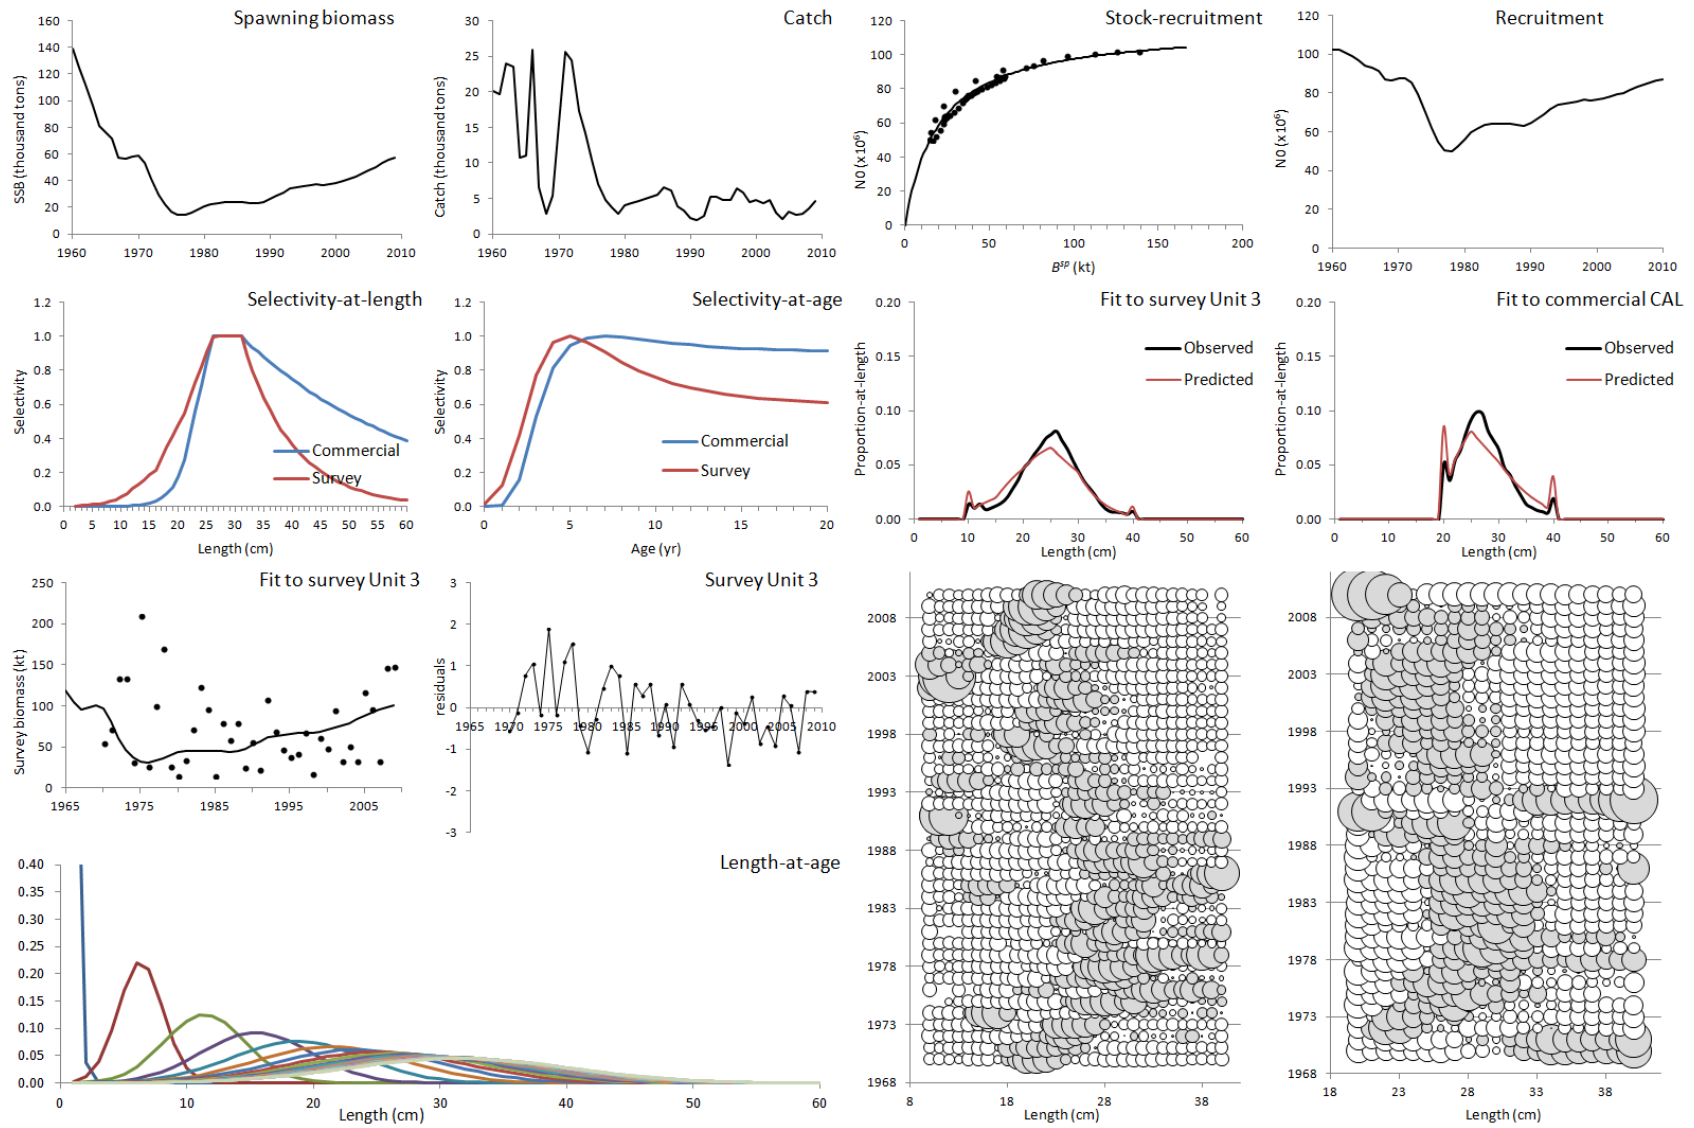 Spawning biomass
SSB (thousand tons)
160
140
120
100
80
60
40
20
0
1960 1970 1980 1990 2000 2010
Catch
Catch (thousand tons)
30
25
20
15
10
5
0
1960 1970 1980 1990 2000 2010
Stock-recruitment
N0 (x10⁶)
120
100
80
60
40
20
0
0 50 100 150 200
Bˢᵖ (kt)
Recruitment
N0 (x10⁶)
120
100
80
60
40
20
0
1960 1970 1980 1990 2000 2010
Selectivity-at-length
Selectivity
1.2
1.0
0.8
0.6
0.4
0.2
0.0
Commercial
Survey
0 5 10 15 20 25 30 35 40 45 50 55 60
Length (cm)
Selectivity-at-age
Selectivity
1.2
1.0
0.8
0.6
0.4
0.2
0.0
Commercial
Survey
0 5 10 15 20
Age (yr)
Fit to survey Unit 3
Proportion-at-length
0.20
0.15
0.10
0.05
0.00
Observed
Predicted
0 10 20 30 40 50 60
Length (cm)
Fit to commercial CAL
Proportion-at-length
0.20
0.15
0.10
0.05
0.00
Observed
Predicted
0 10 20 30 40 50 60
Length (cm)
Fit to survey Unit 3
Survey biomass (kt)
250
200
150
100
50
0
1965 1975 1985 1995 2005
Survey Unit 3
residuals
3
2
1
0
-1
-2
-3
1965 1970 1975 1980 1985 1990 1995 2000 2005 2010
2008
2003
1998
1993
1988
1983
1978
1973
1968
8 18 28 38
Length (cm)
2008
2003
1998
1993
1988
1983
1978
1973
1968
18 23 28 33 38
Length (cm)
Length-at-age
0.40
0.35
0.30
0.25
0.20
0.15
0.10
0.05
0.00
0 10 20 30 40 50 60
Length (cm)